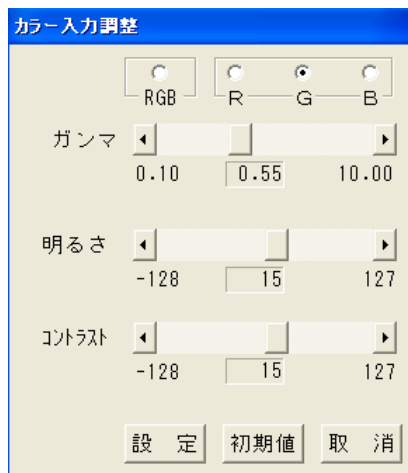 カラー入力調整
RGB R G B
ガンマ
0.10 0.55 10.00
明るさ
-128 15 127
コントラスト
-128 15 127
設 定 初期値 取 消